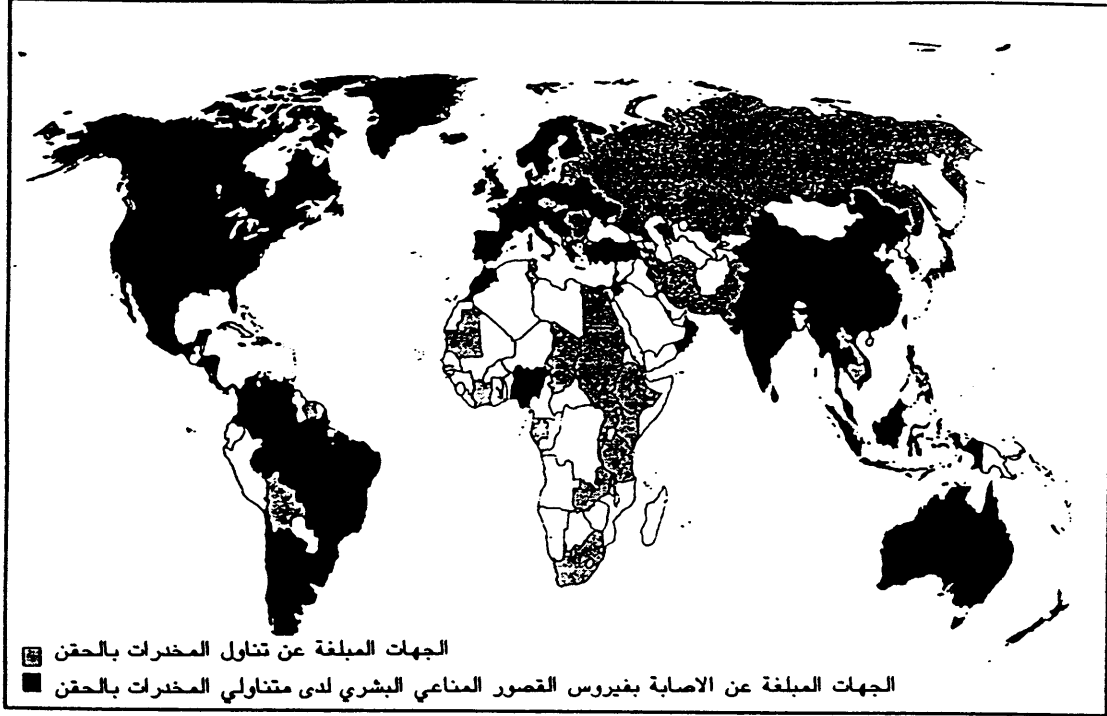 الجهات المبلغة عن تناول المخدرات بالحقن
الجهات المبلغة عن الاصابة بفيروس القصور المناعي البشري لدى متناولي المخدرات بالحقن